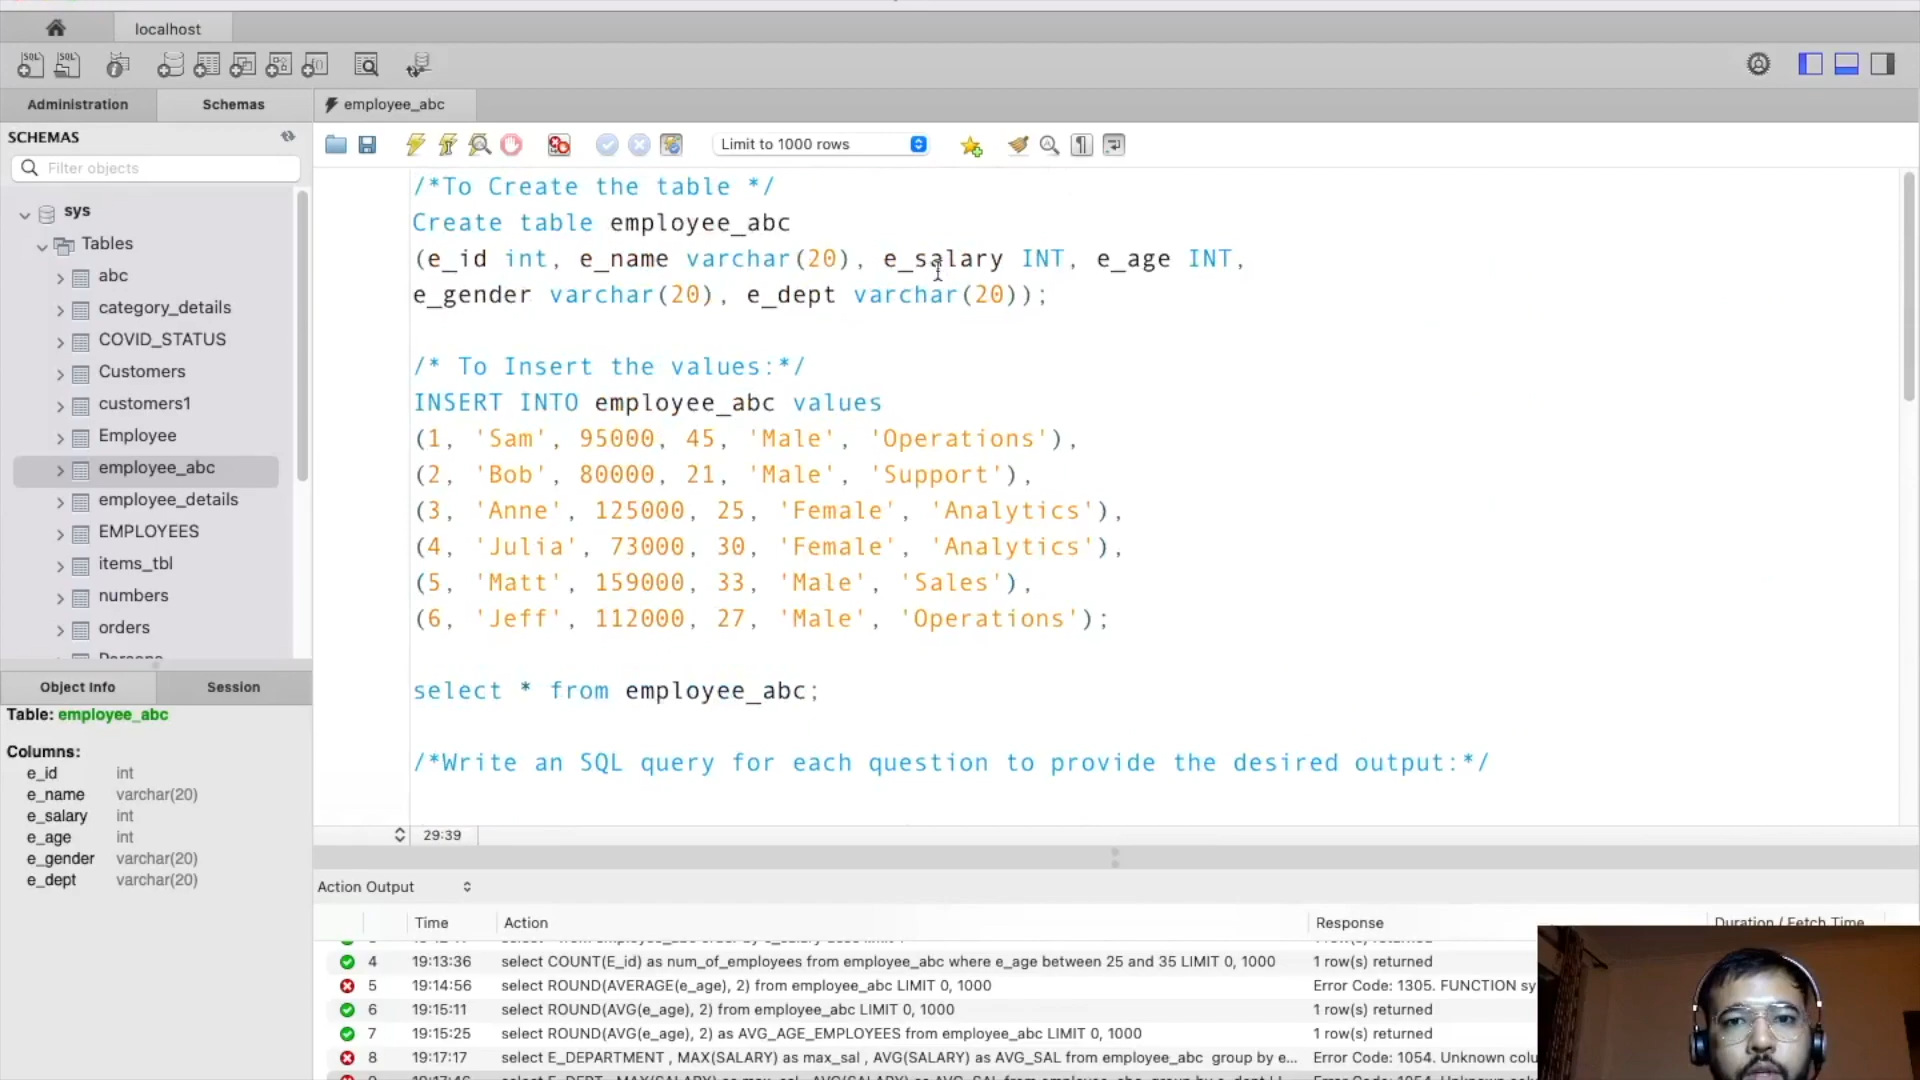 localhost
Administration
Schemas
employee_abc
SCHEMAS
Filter objects
Limit to 1000 rows
sys
Tables
abc
category_details
COVID_STATUS
Customers
customers1
Employee
employee_abc
employee_details
EMPLOYEES
items_tbl
numbers
orders
Persons
Object Info
Session
Table: employee_abc
Columns:
e_id int
e_name varchar(20)
e_salary int
e_age int
e_gender varchar(20)
e_dept varchar(20)
/*To Create the table */
Create table employee_abc
(e_id int, e_name varchar(20), e_salary INT, e_age INT,
e_gender varchar(20), e_dept varchar(20));
/* To Insert the values:*/
INSERT INTO employee_abc values
(1, 'Sam', 95000, 45, 'Male', 'Operations'),
(2, 'Bob', 80000, 21, 'Male', 'Support'),
(3, 'Anne', 125000, 25, 'Female', 'Analytics'),
(4, 'Julia', 73000, 30, 'Female', 'Analytics'),
(5, 'Matt', 159000, 33, 'Male', 'Sales'),
(6, 'Jeff', 112000, 27, 'Male', 'Operations');
select * from employee_abc;
/*Write an SQL query for each question to provide the desired output:*/
29:39
Action Output
Time Action Response Duration / Fetch Time
4 19:13:36 select COUNT(E_id) as num_of_employees from employee_abc where e_age between 25 and 35 LIMIT 0, 1000 1 row(s) returned
5 19:14:56 select ROUND(AVERAGE(e_age), 2) from employee_abc LIMIT 0, 1000 Error Code: 1305. FUNCTION sy
6 19:15:11 select ROUND(AVG(e_age), 2) from employee_abc LIMIT 0, 1000 1 row(s) returned
7 19:15:25 select ROUND(AVG(e_age), 2) as AVG_AGE_EMPLOYEES from employee_abc LIMIT 0, 1000 1 row(s) returned
8 19:17:17 select E_DEPARTMENT , MAX(SALARY) as max_sal , AVG(SALARY) as AVG_SAL from employee_abc group by e... Error Code: 1054. Unknown colu